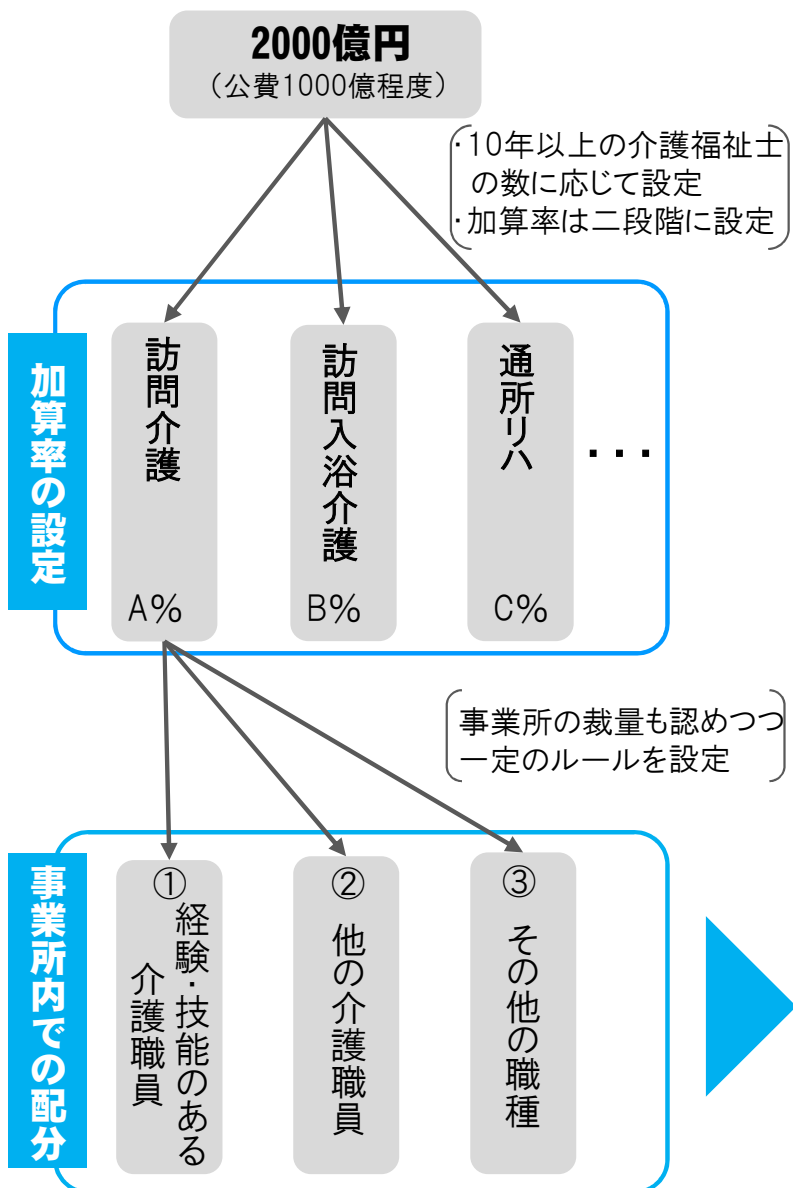 2000億円
（公費1000億程度）
・10年以上の介護福祉士
の数に応じて設定
・加算率は二段階に設定
加算率の設定
訪問介護
A%
訪問入浴介護
B%
通所リハ
C%
・・・
事業所の裁量も認めつつ
一定のルールを設定
事業所内での配分
①
経験・技能のある
介護職員
②
他の介護職員
③
その他の職種